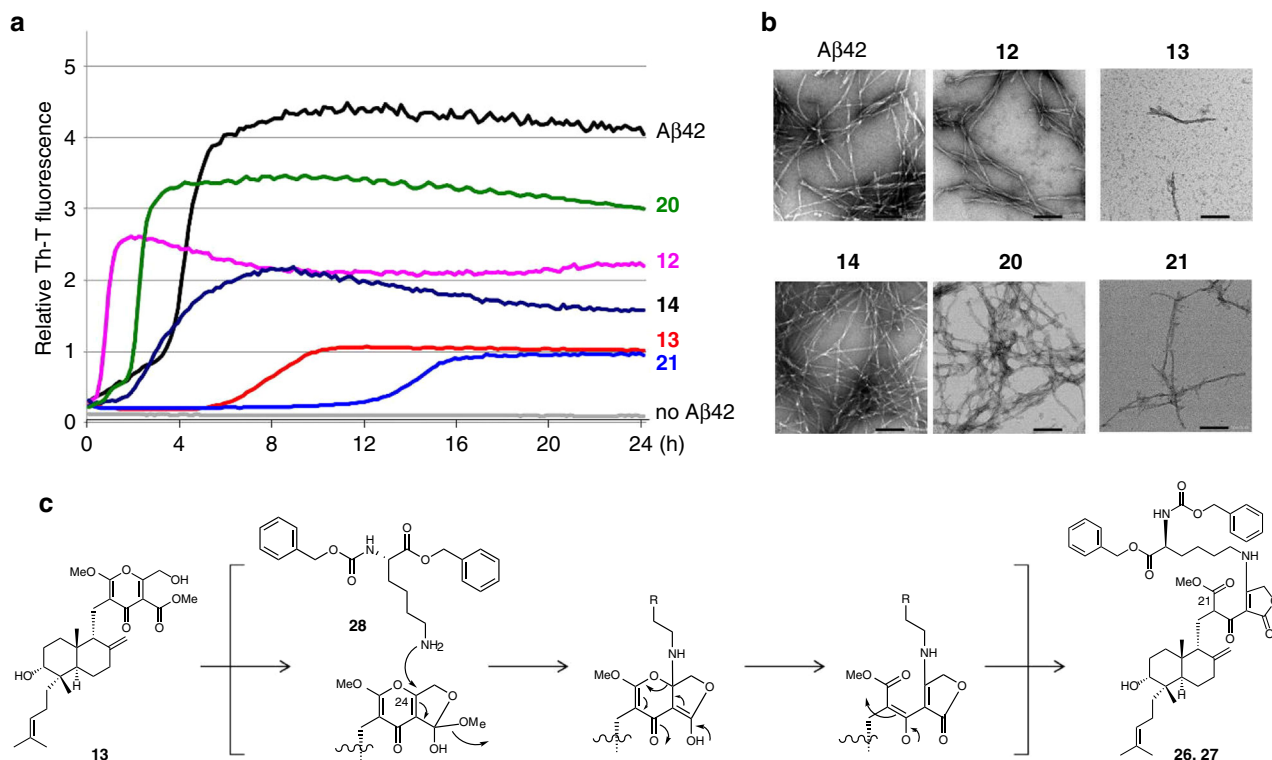 a
Relative Th-T fluorescence
5
4
3
2
1
0
0
4
8
12
16
20
24
(h)
Aβ42
20
12
14
13
21
no Aβ42
b
Aβ42
12
13
14
20
21
c
MeO
O
OH
O
OMe
O
HO
H
13
O
N
H
O
O
O
28
NH2
MeO
O
24
O
O
OMe
OH
R
NH
MeO
O
O
O
OH
R
NH
MeO
O
O
O
O
O
HN
O
O
O
O
NH
MeO
O
21
O
O
O
HO
H
26, 27